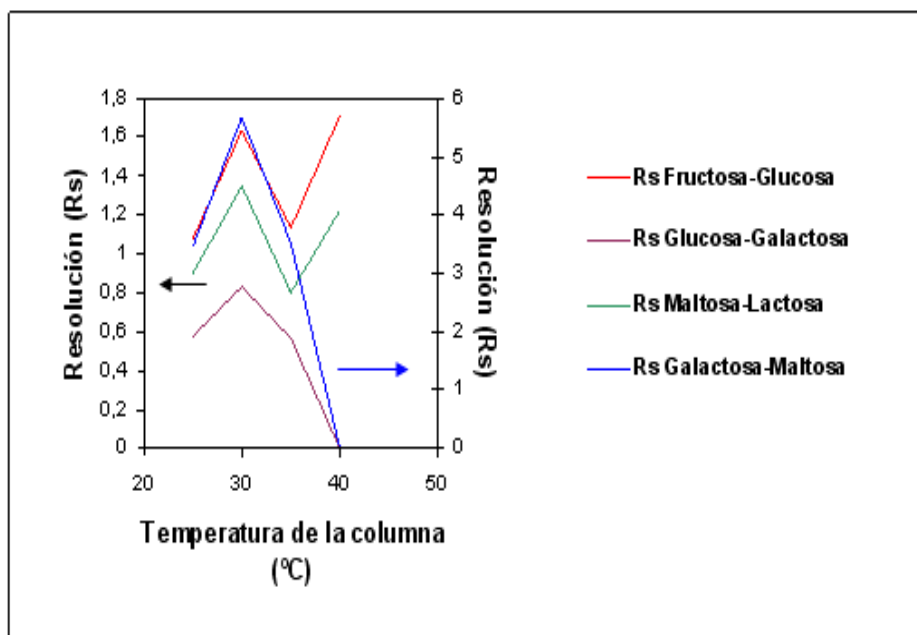 1,8
1,6
1,4
1,2
1
0,8
0,6
0,4
0,2
0
Resolución (Rs)
6
5
4
3
2
1
0
Resolución (Rs)
20 30 40 50
Temperatura de la columna
(ºC)
Rs Fructosa-Glucosa
Rs Glucosa-Galactosa
Rs Maltosa-Lactosa
Rs Galactosa-Maltosa